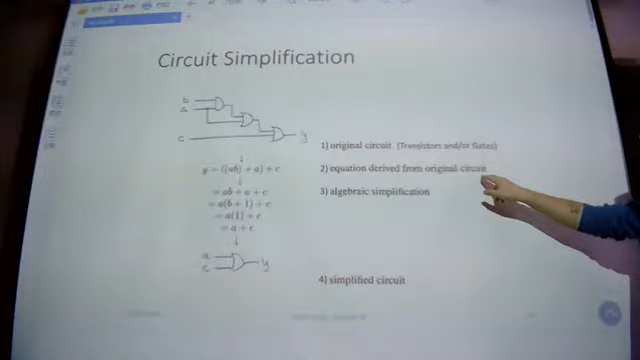 Circuit Simplification
b
a
c
y
1) original circuit (Transistors and/or Gates)
y = ((ab) + a) + c
2) equation derived from original circuit
= ab + a + c
3) algebraic simplification
= a(b + 1) + c
= a(1) + c
= a + c
a
c
y
4) simplified circuit